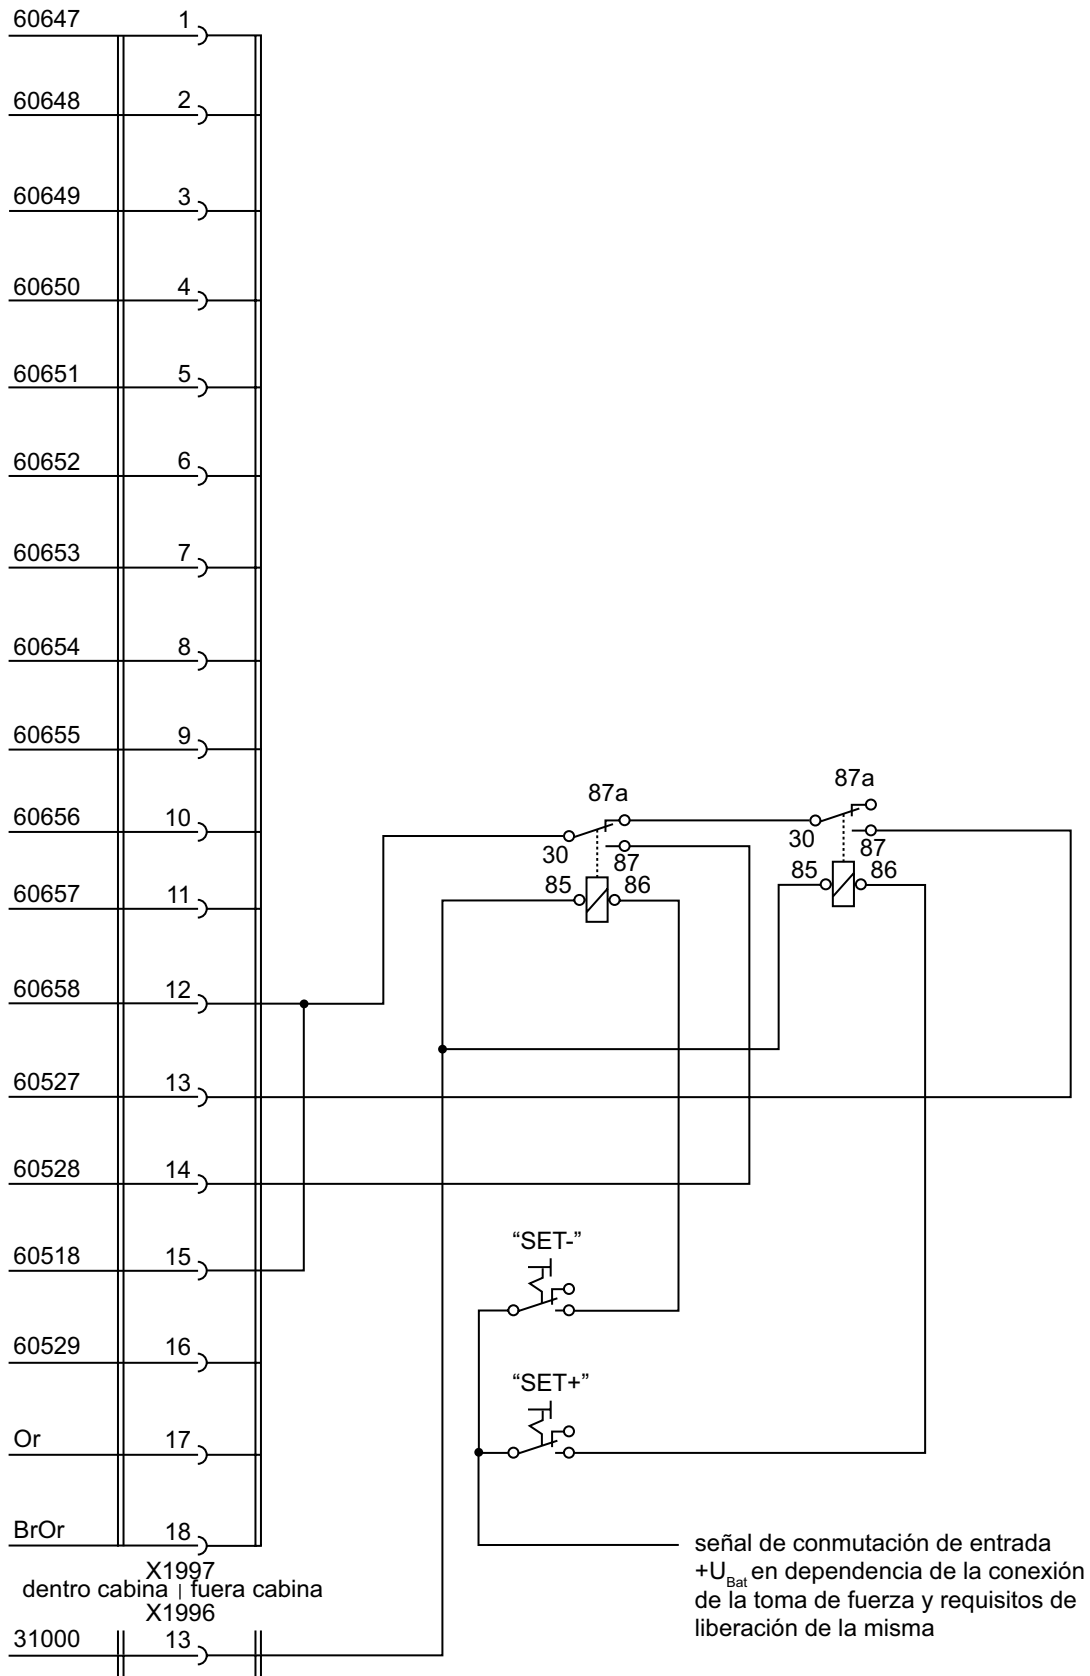 60647 1
60648 2
60649 3
60650 4
60651 5
60652 6
60653 7
60654 8
60655 9
87a 87a
60656 10
30 87 30 87
60657 11
85 86 85 86
60658 12
60527 13
60528 14
“SET-”
60518 15
60529 16
“SET+”
Or 17
BrOr 18
X1997
dentro cabina | fuera cabina
X1996
31000 13
señal de conmutación de entrada
+UBat en dependencia de la conexión
de la toma de fuerza y requisitos de
liberación de la misma